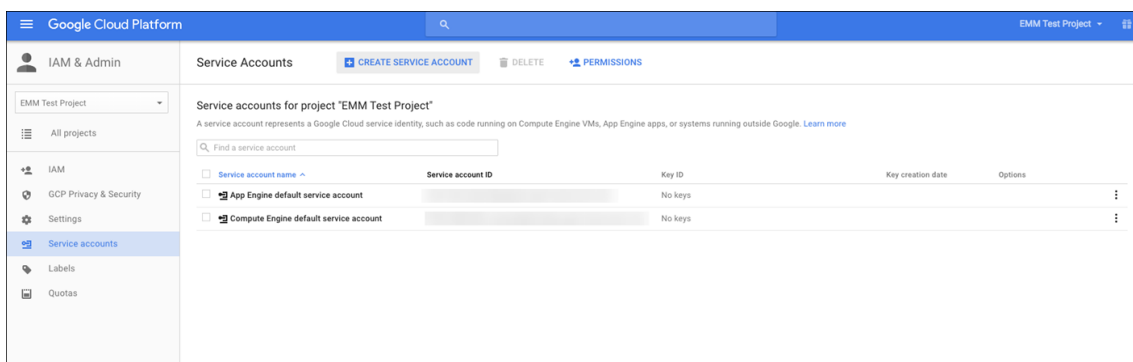 Google Cloud Platform
EMM Test Project
IAM & Admin
Service Accounts
CREATE SERVICE ACCOUNT
DELETE
PERMISSIONS
EMM Test Project
All projects
IAM
GCP Privacy & Security
Settings
Service accounts
Labels
Quotas
Service accounts for project "EMM Test Project"
A service account represents a Google Cloud service identity, such as code running on Compute Engine VMs, App Engine apps, or systems running outside Google. Learn more
Find a service account
Service account name Service account ID Key ID Key creation date Options
App Engine default service account No keys
Compute Engine default service account No keys